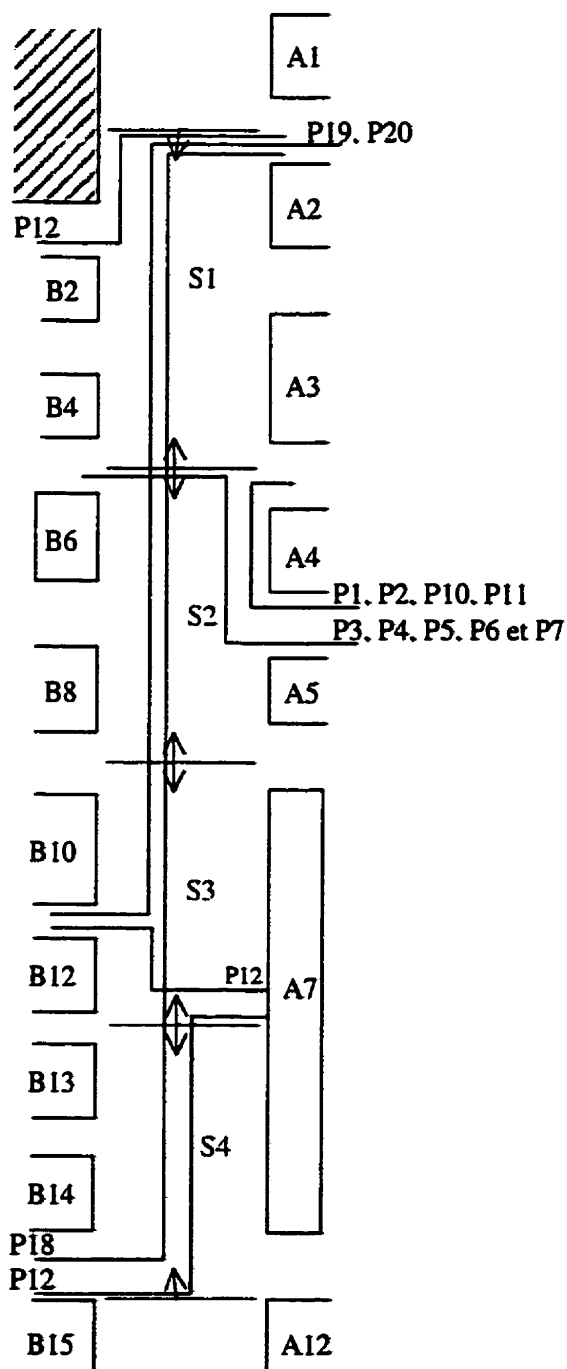 A1
P19, P20
A2
P12
B2
S1
A3
B4
B6
A4
P1, P2, P10, P11
S2
P3, P4, P5, P6 et P7
B8
A5
B10
S3
B12
P12
A7
B13
S4
B14
P18
P12
B15
A12